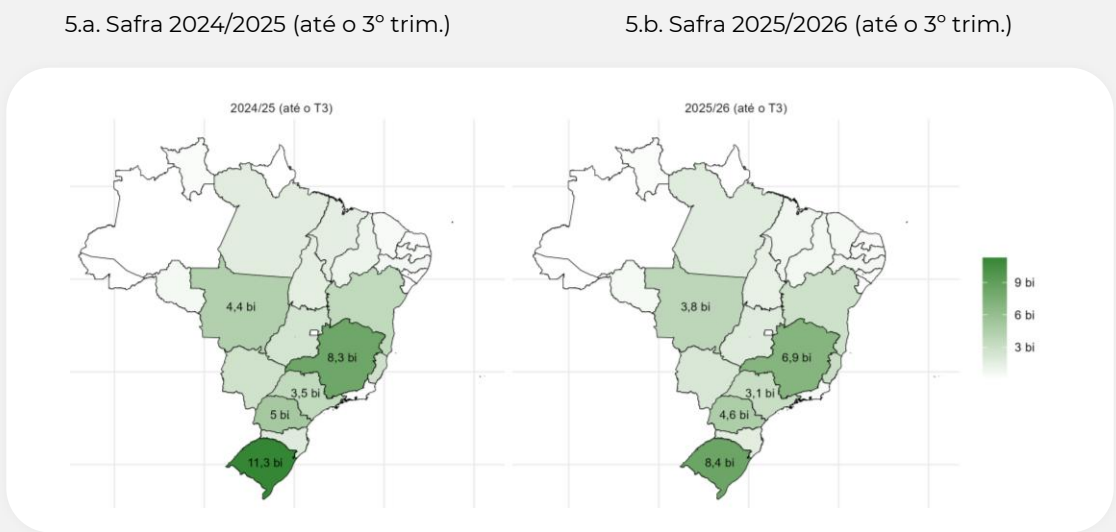 5.a. Safra 2024/2025 (até o 3º trim.)
5.b. Safra 2025/2026 (até o 3º trim.)
2024/25 (até o T3)
2025/26 (até o T3)
4,4 bi
8,3 bi
3,5 bi
5 bi
11,3 bi
3,8 bi
6,9 bi
3,1 bi
4,6 bi
8,4 bi
9 bi
6 bi
3 bi